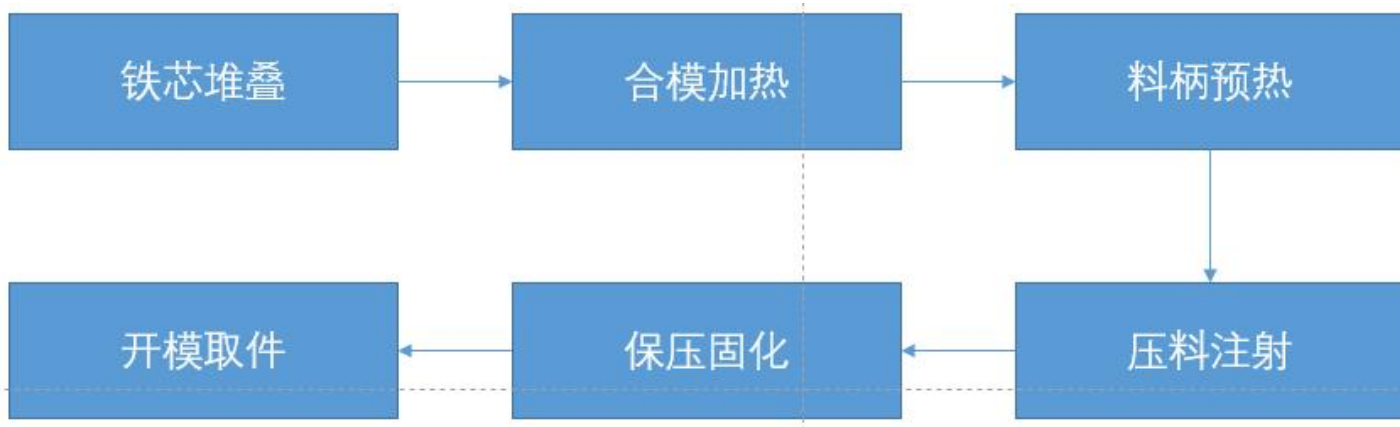 铁芯堆叠
合模加热
料柄预热
压料注射
保压固化
开模取件